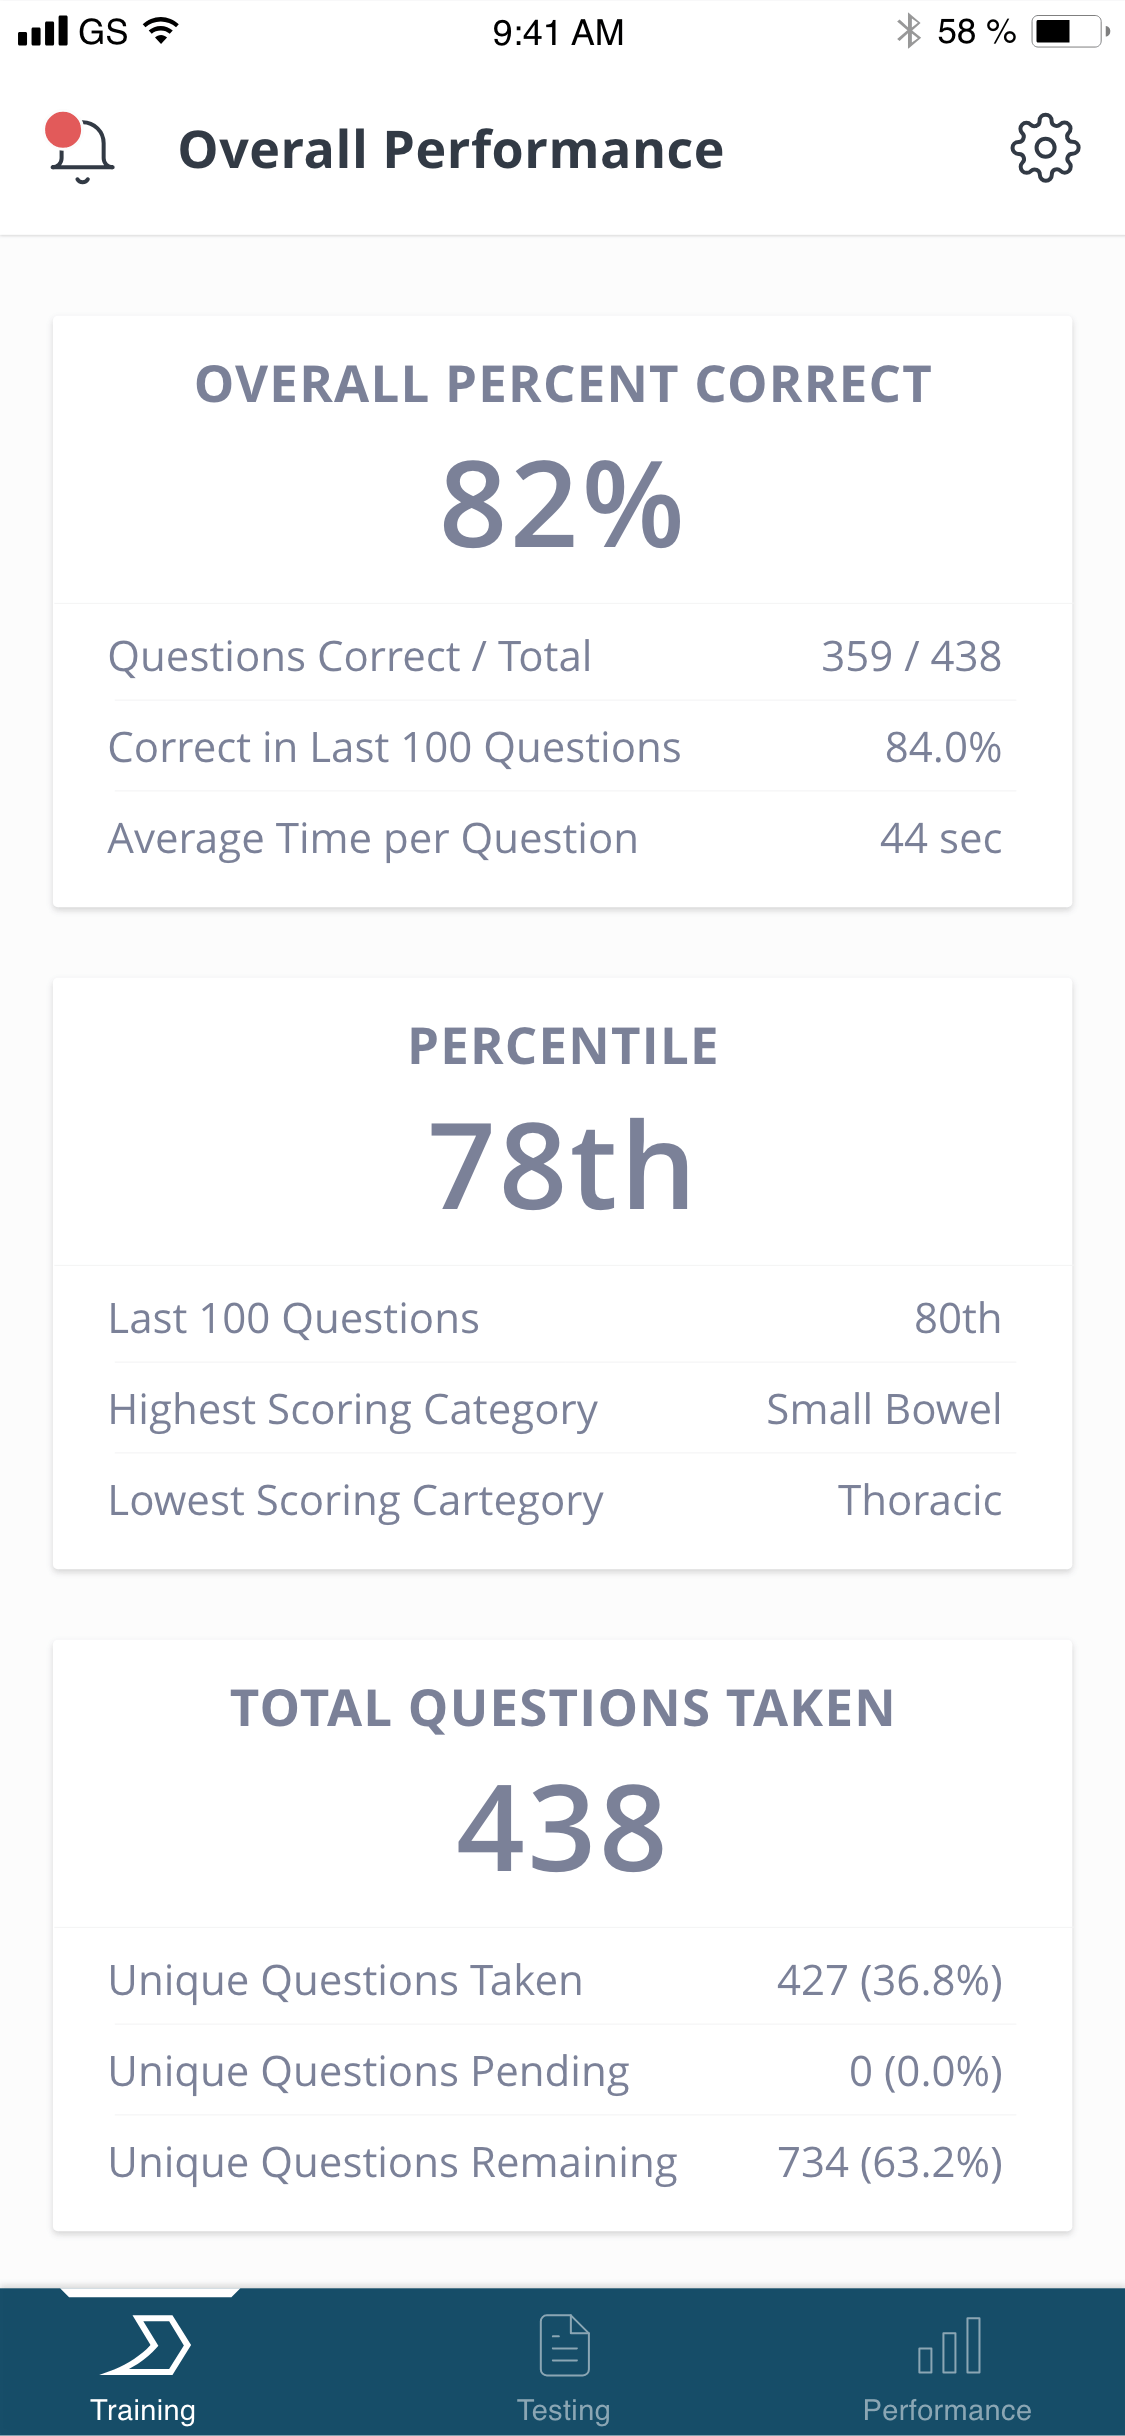 GS 9:41 AM 58 %
Overall Performance
OVERALL PERCENT CORRECT
82%
Questions Correct / Total 359 / 438
Correct in Last 100 Questions 84.0%
Average Time per Question 44 sec
PERCENTILE
78th
Last 100 Questions 80th
Highest Scoring Category Small Bowel
Lowest Scoring Cartegory Thoracic
TOTAL QUESTIONS TAKEN
438
Unique Questions Taken 427 (36.8%)
Unique Questions Pending 0 (0.0%)
Unique Questions Remaining 734 (63.2%)
Training Testing Performance